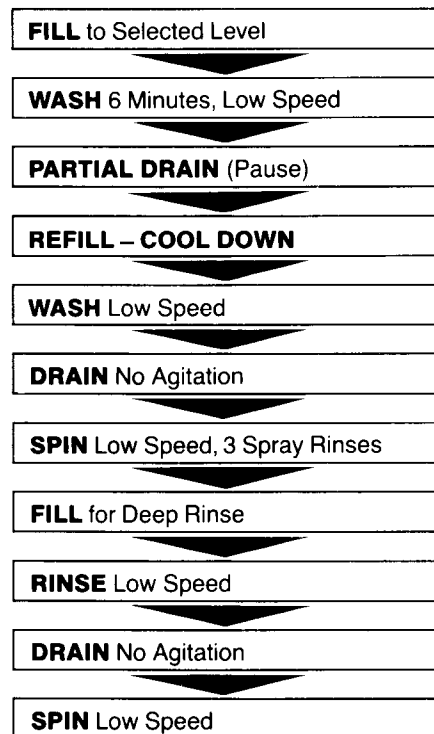 FILL to Selected Level
WASH 6 Minutes, Low Speed
PARTIAL DRAIN (Pause)
REFILL – COOL DOWN
WASH Low Speed
DRAIN No Agitation
SPIN Low Speed, 3 Spray Rinses
FILL for Deep Rinse
RINSE Low Speed
DRAIN No Agitation
SPIN Low Speed